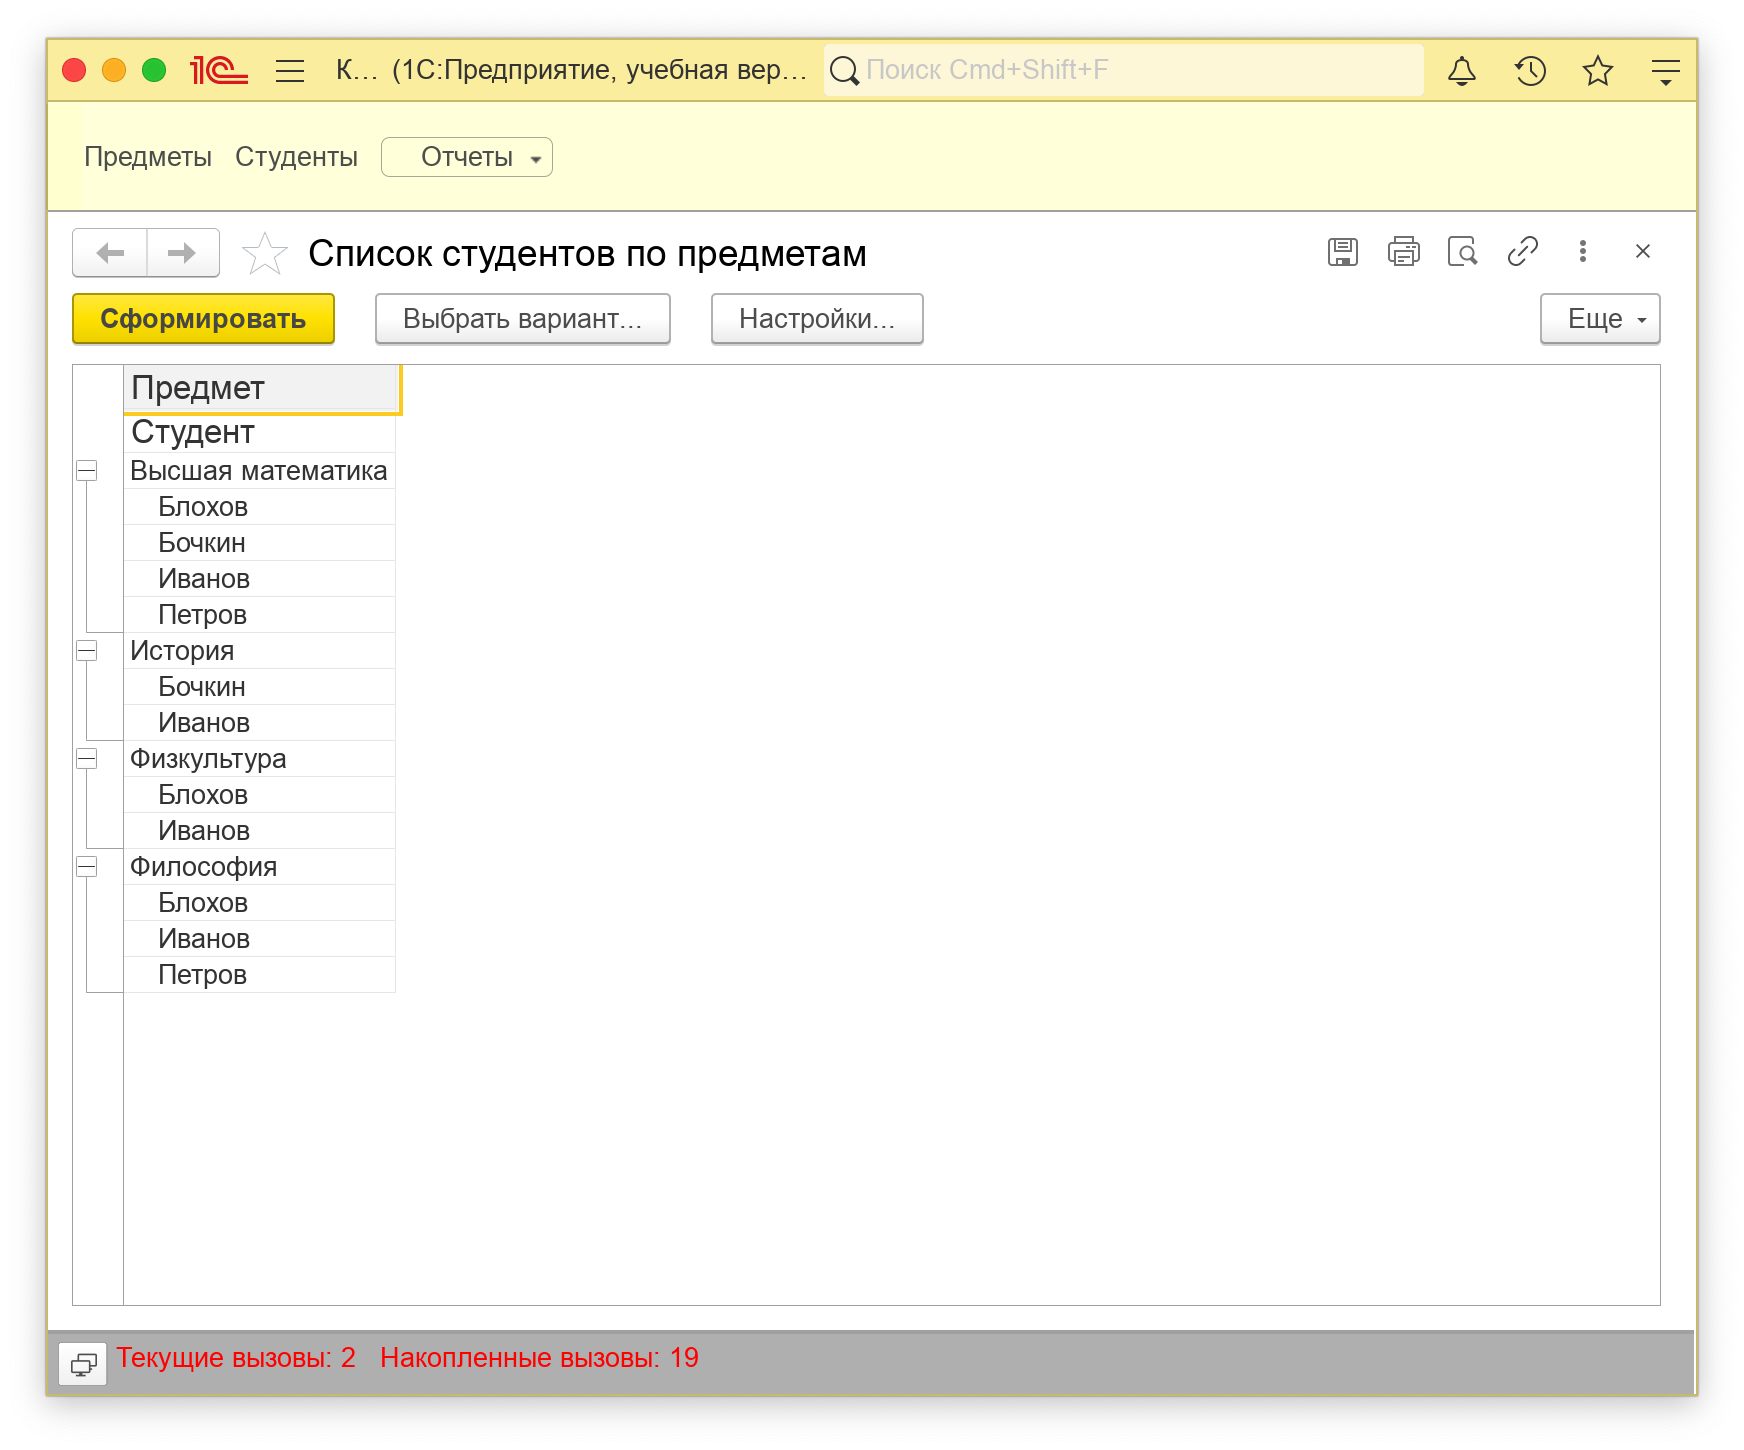 1С К... (1С:Предприятие, учебная вер... Поиск Cmd+Shift+F
Предметы Студенты Отчеты
Список студентов по предметам
Сформировать Выбрать вариант... Настройки... Еще
Предмет
Студент
Высшая математика
Блохов
Бочкин
Иванов
Петров
История
Бочкин
Иванов
Физкультура
Блохов
Иванов
Философия
Блохов
Иванов
Петров
Текущие вызовы: 2 Накопленные вызовы: 19